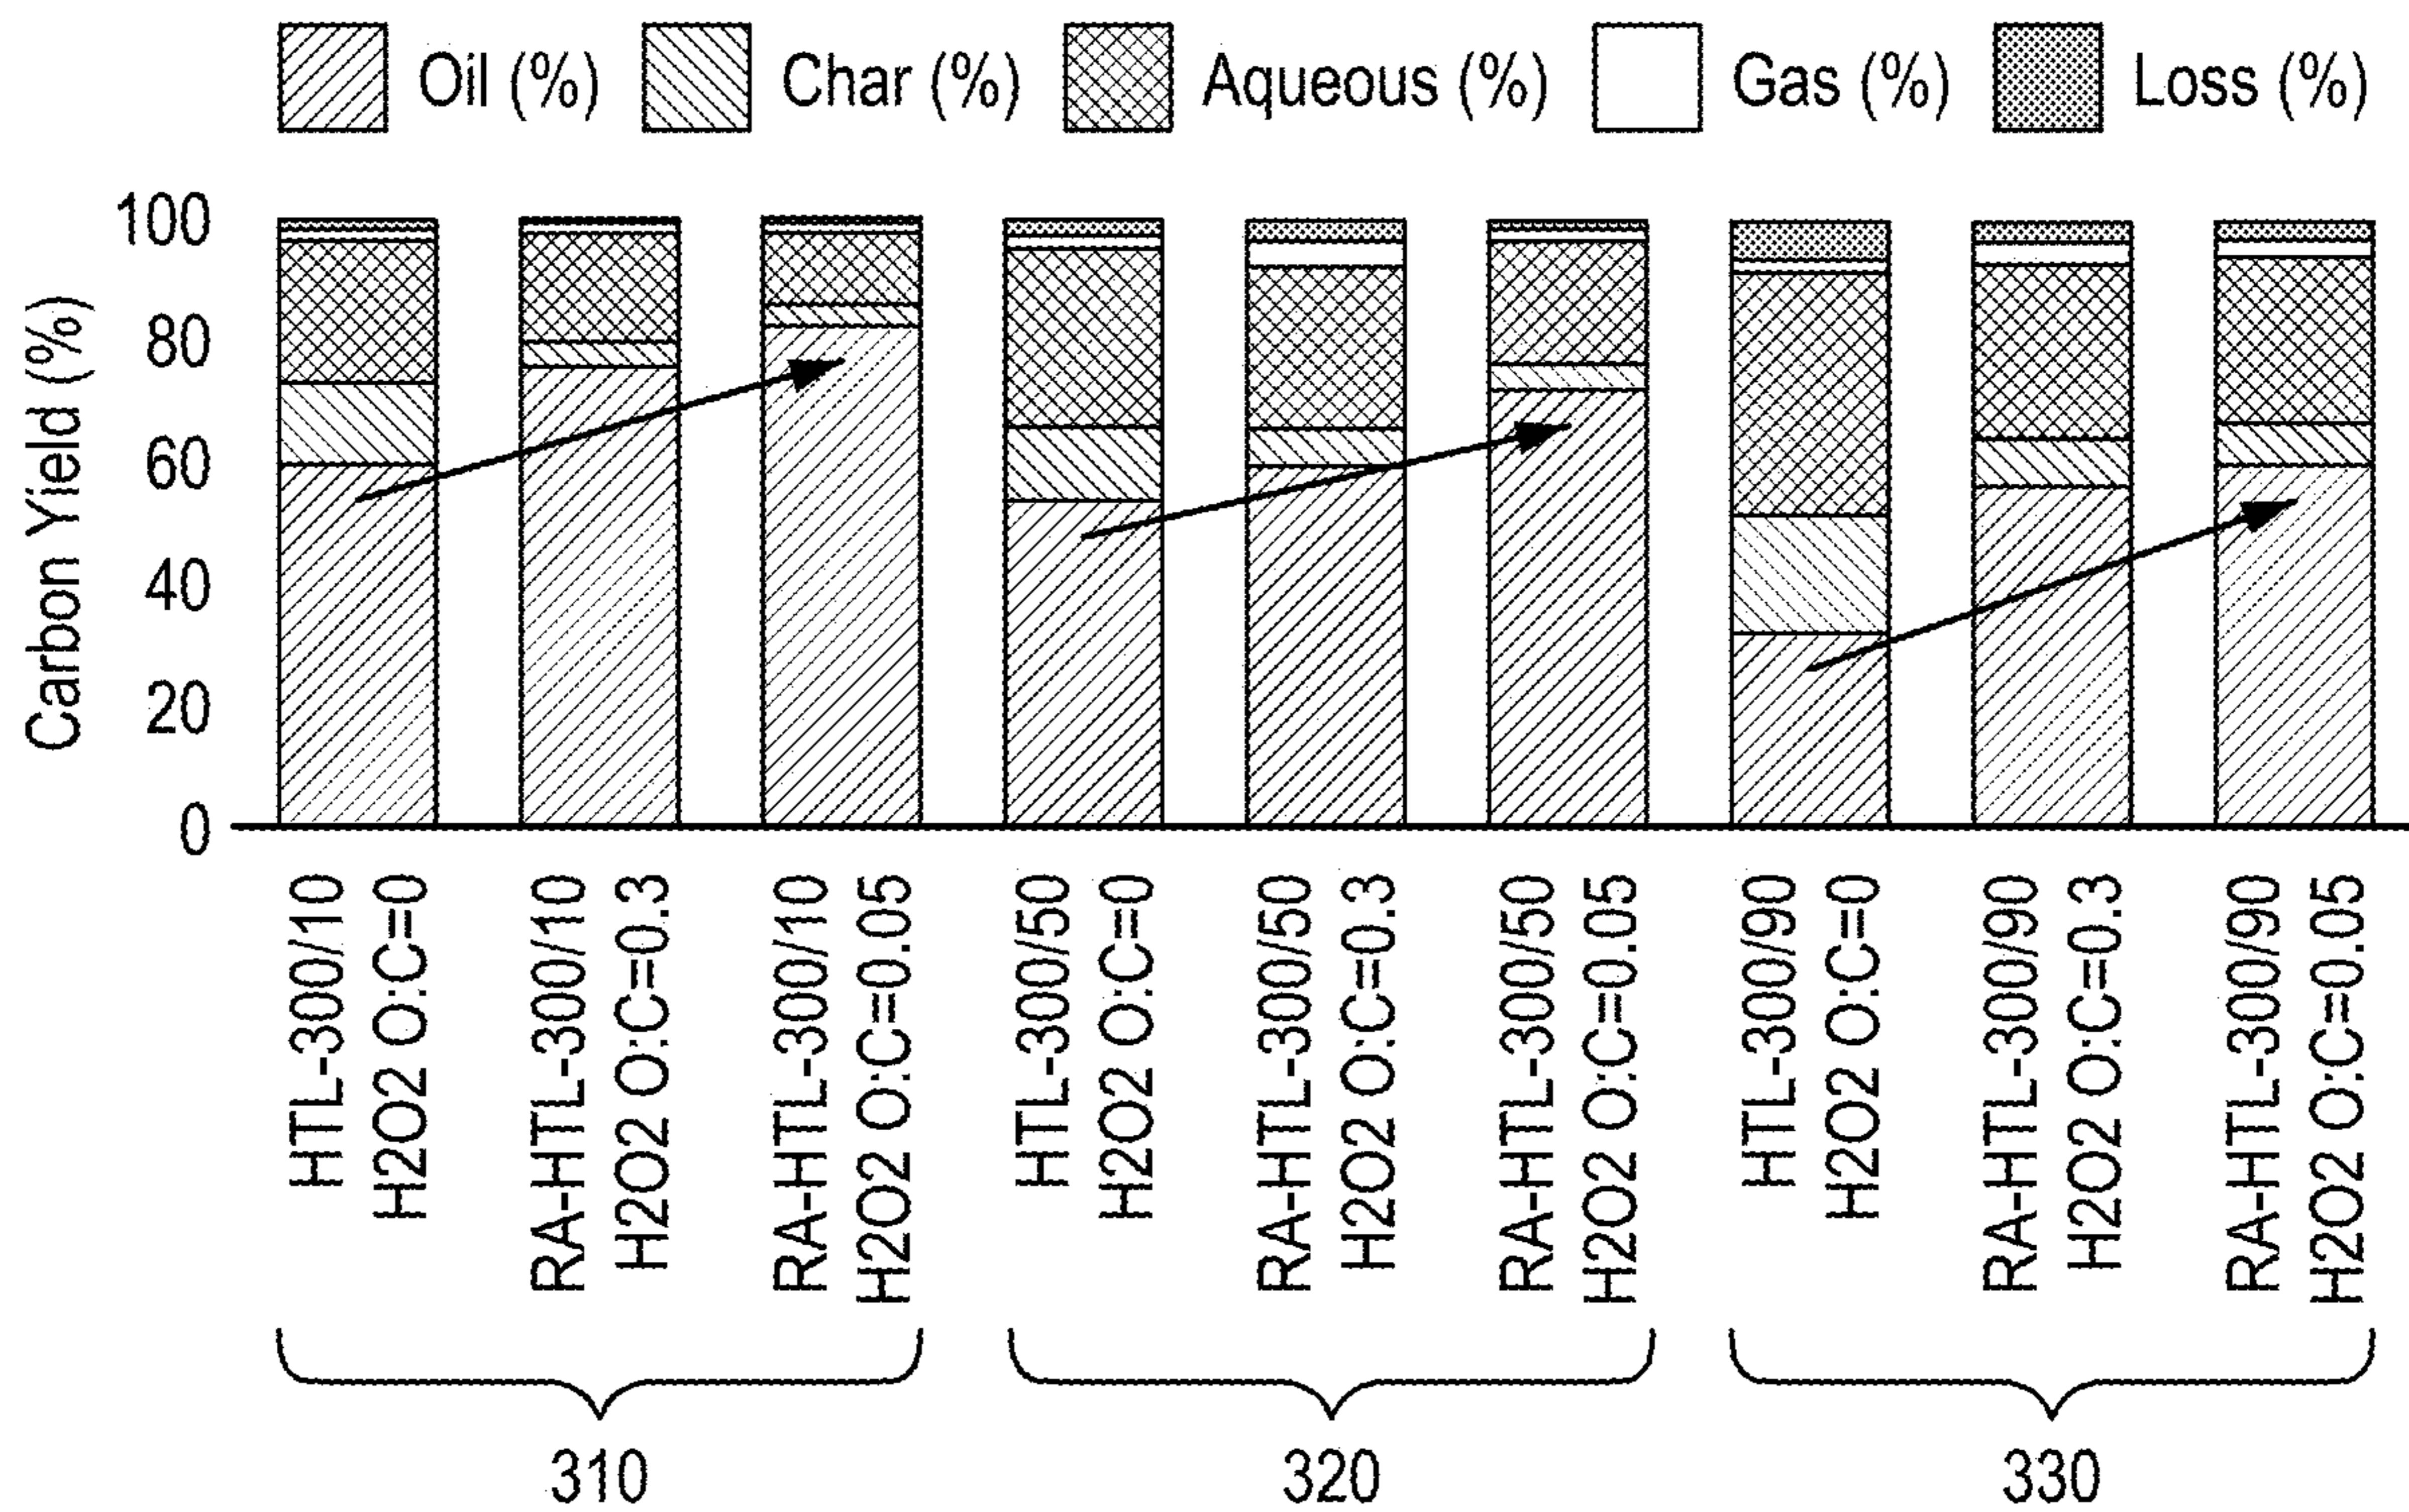 Oil (%)
Char (%)
Aqueous (%)
Gas (%)
Loss (%)
Carbon Yield (%)
100
80
60
40
20
0
HTL-300/10
H2O2 O:C=0
RA-HTL-300/10
H2O2 O:C=0.3
RA-HTL-300/10
H2O2 O:C=0.05
HTL-300/50
H2O2 O:C=0
RA-HTL-300/50
H2O2 O:C=0.3
RA-HTL-300/50
H2O2 O:C=0.05
HTL-300/90
H2O2 O:C=0
RA-HTL-300/90
H2O2 O:C=0.3
RA-HTL-300/90
H2O2 O:C=0.05
310
320
330